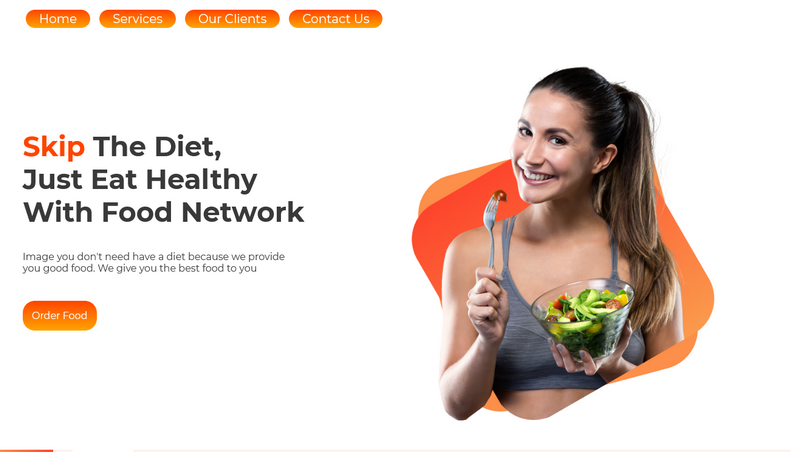 Home
Services
Our Clients
Contact Us
Skip The Diet,
Just Eat Healthy
With Food Network
Image you don't need have a diet because we provide
you good food. We give you the best food to you
Order Food